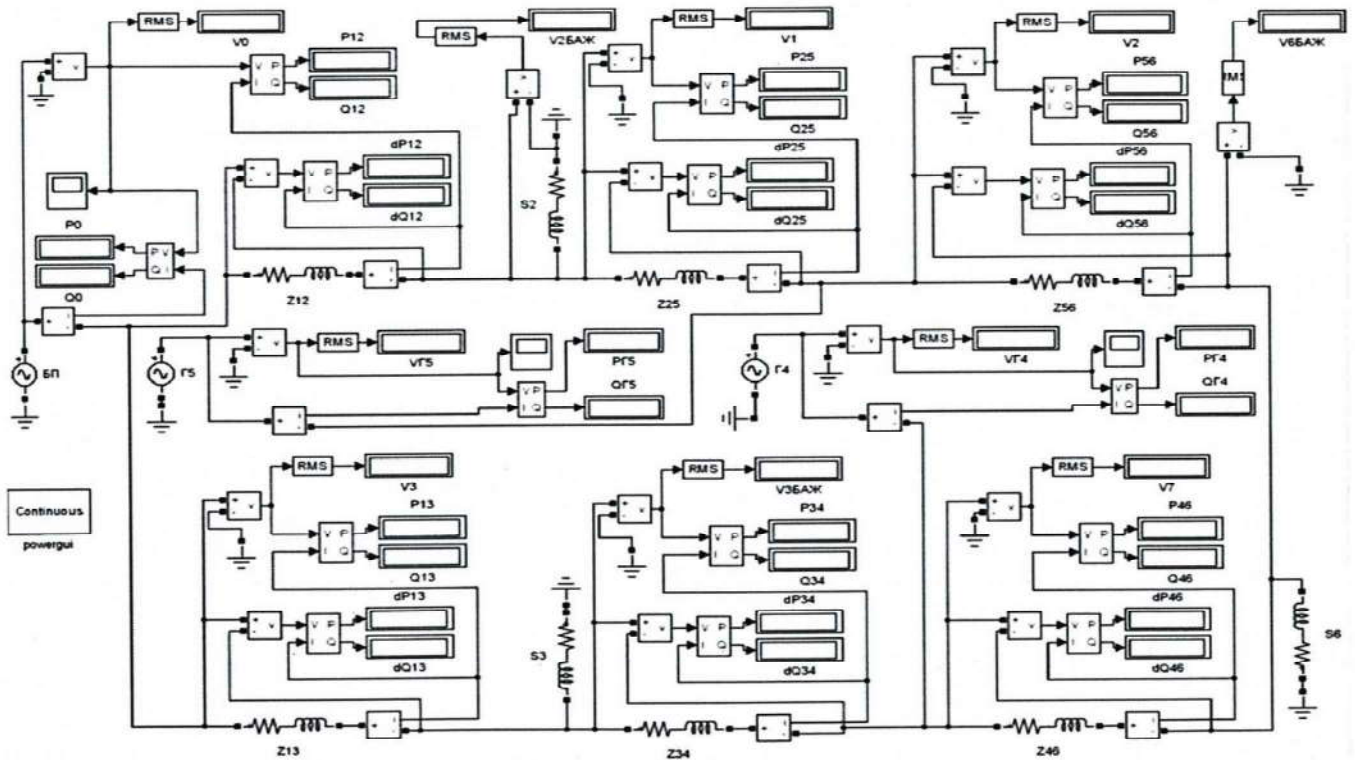 RMS
V0
P12
Q12
dP12
dQ12
P0
Q0
Z12
RMS
V2БАЖ
S2
RMS
V1
P25
Q25
dP25
dQ25
Z25
RMS
V2
P56
Q56
dP56
dQ56
Z56
V6БАЖ
БП
Г5
RMS
VГ5
PГ5
QГ5
Г4
RMS
VГ4
PГ4
QГ4
Continuous
powergui
RMS
V3
P13
Q13
dP13
dQ13
Z13
S3
RMS
V3БАЖ
P34
Q34
dP34
dQ34
Z34
RMS
V7
P46
Q46
dP46
dQ46
Z46
S6